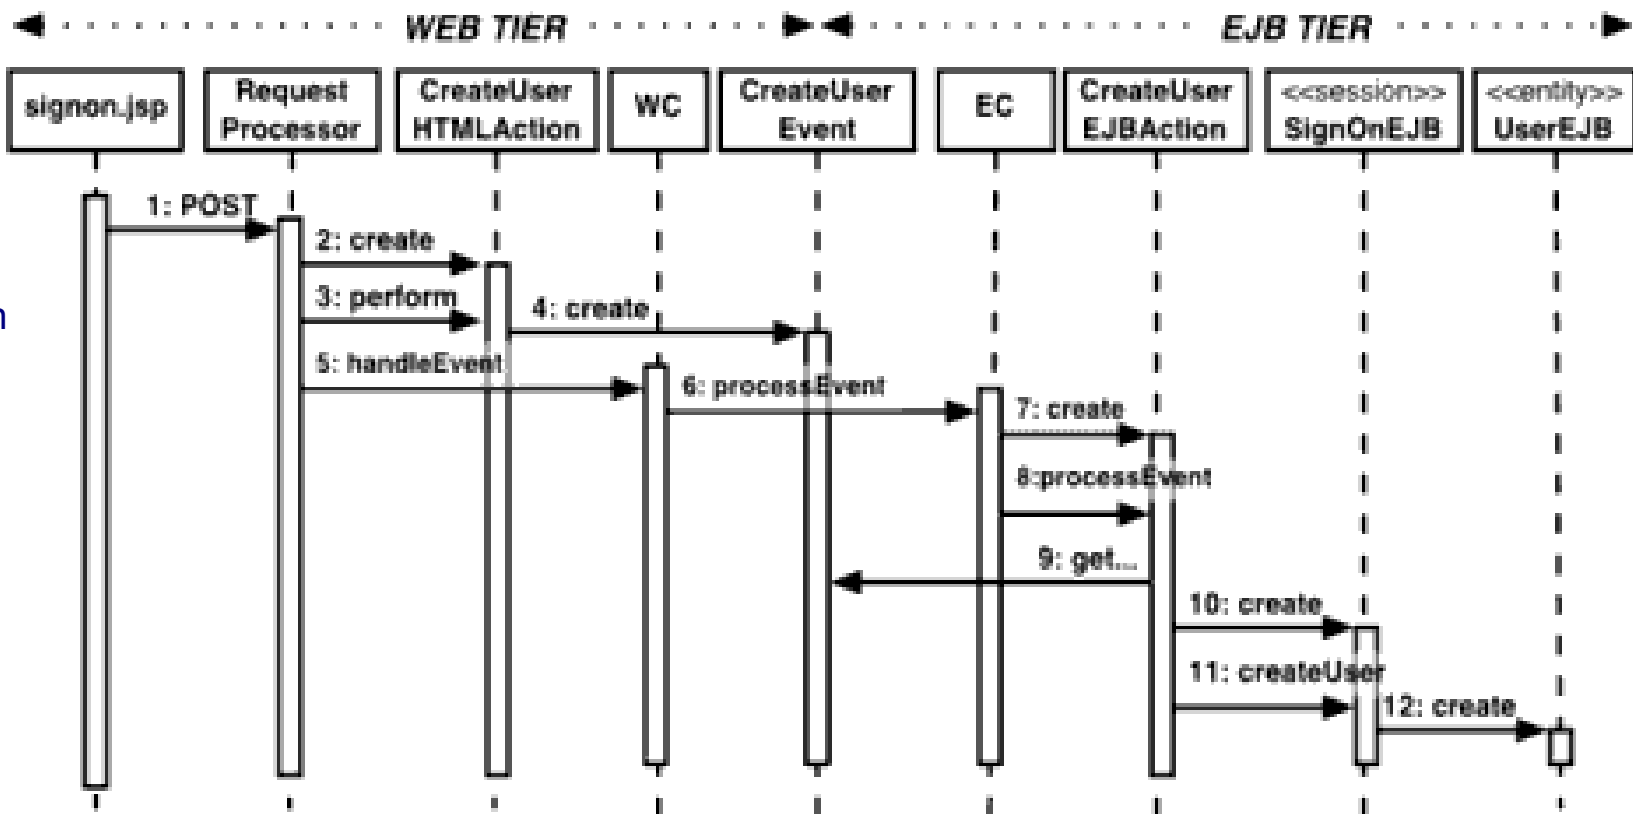 WEB TIER
EJB TIER
signon.jsp
Request
Processor
CreateUser
HTMLAction
WC
CreateUser
Event
EC
CreateUser
EJBAction
<<session>>
SignOnEJB
<<entity>>
UserEJB
1: POST
2: create
3: perform
4: create
n
5: handleEvent
6: processEvent
7: create
8:processEvent
9: get...
10: create
11: createUser
12: create